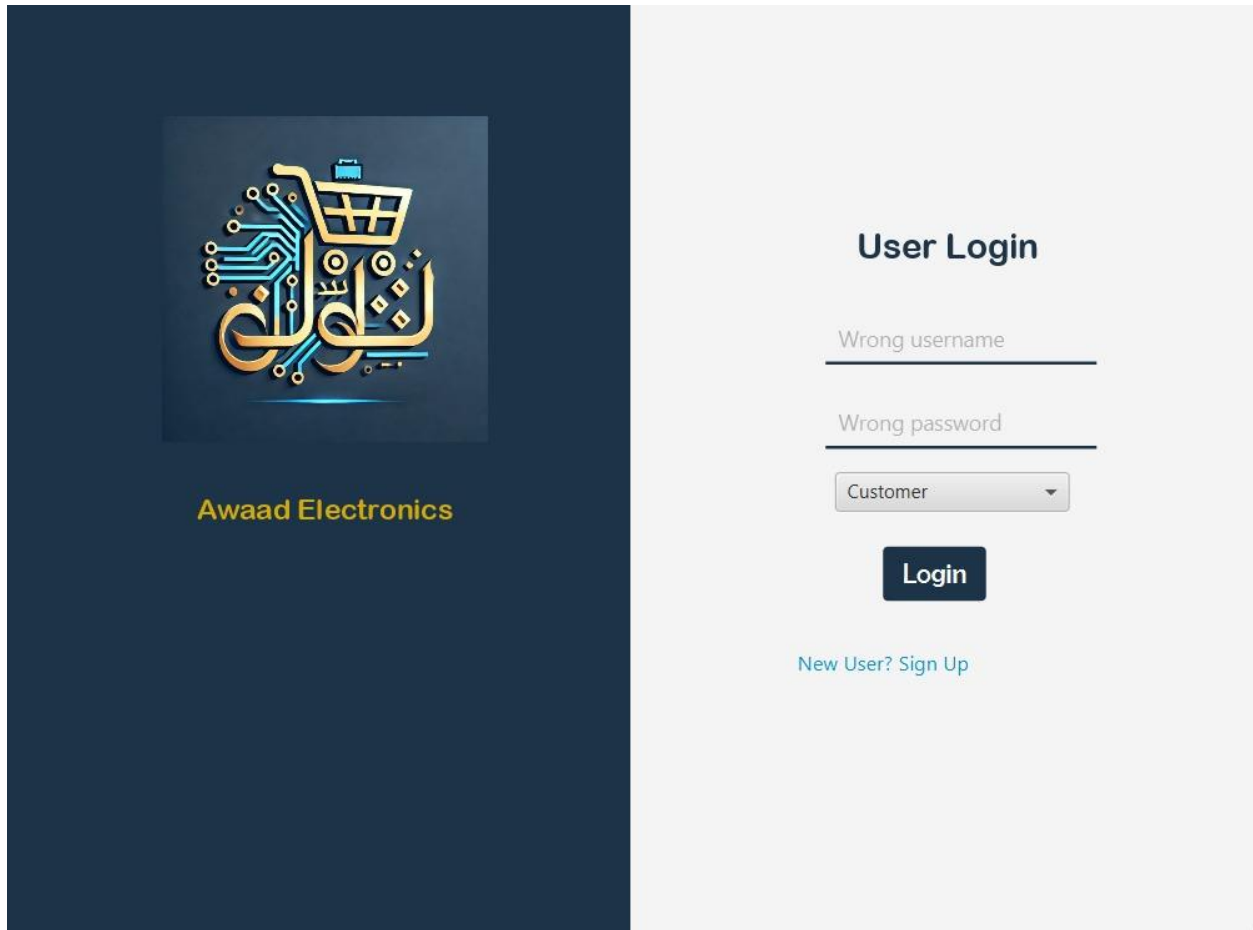 Awaad Electronics
User Login
Wrong username
Wrong password
Customer
Login
New User? Sign Up